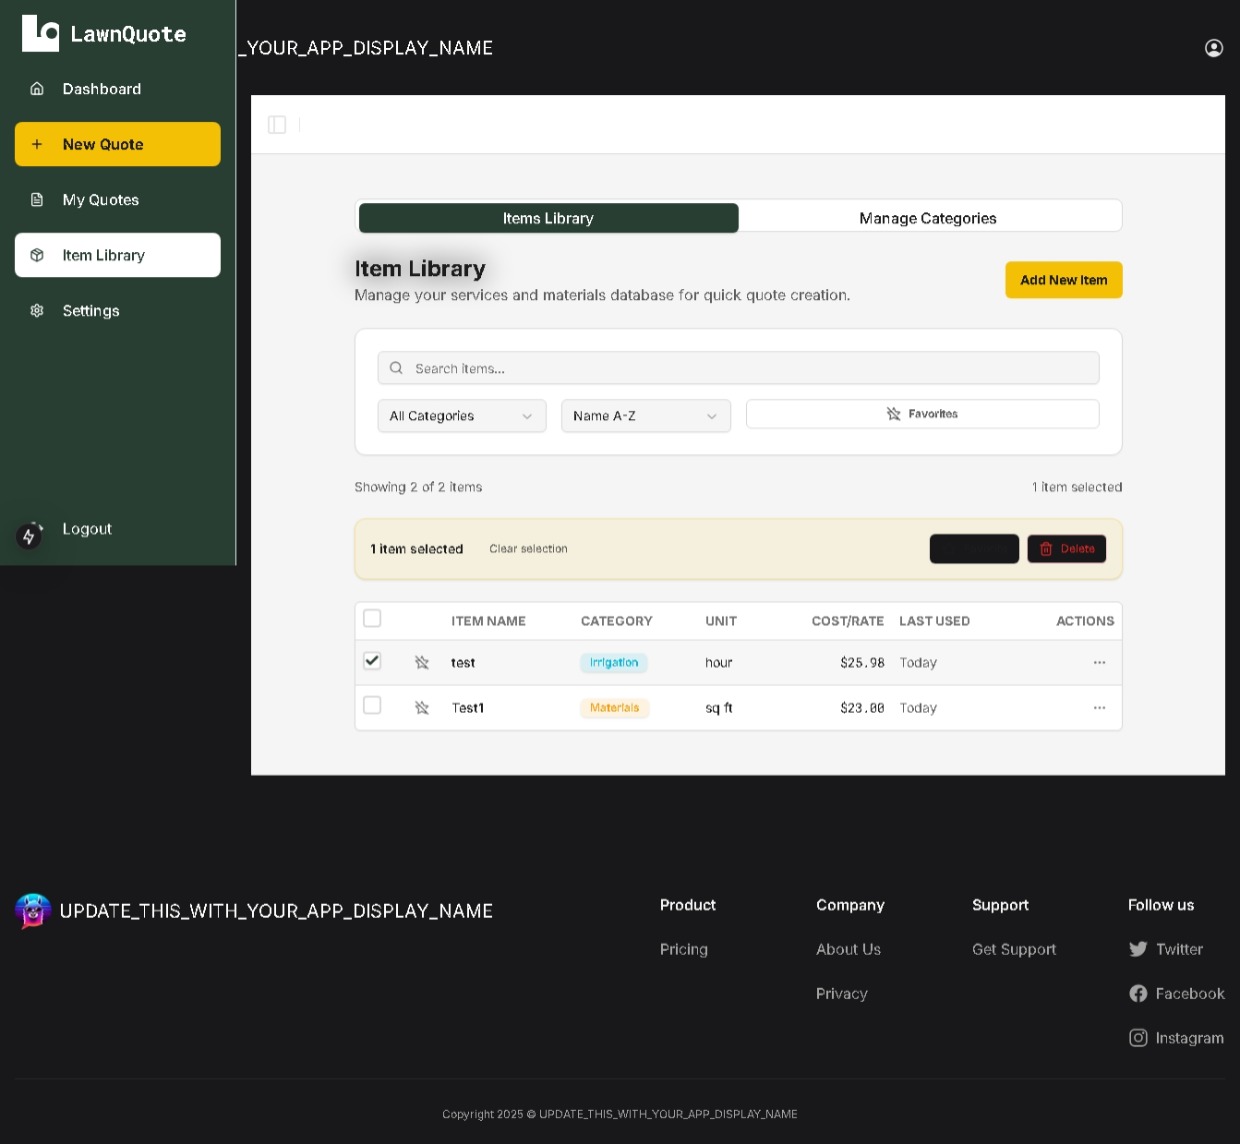 LawnQuote
_YOUR_APP_DISPLAY_NAME
Dashboard
New Quote
My Quotes
Item Library
Settings
Logout
Items Library
Manage Categories
Item Library
Manage your services and materials database for quick quote creation.
Add New Item
Search items...
All Categories
Name A-Z
Favorites
Showing 2 of 2 items
1 item selected
1 item selected
Clear selection
Delete
ITEM NAME CATEGORY UNIT COST/RATE LAST USED ACTIONS
test Irrigation hour $25.98 Today
Test1 Materials sq ft $23.00 Today
UPDATE_THIS_WITH_YOUR_APP_DISPLAY_NAME
Product
Pricing
Company
About Us
Privacy
Support
Get Support
Follow us
Twitter
Facebook
Instagram
Copyright 2025 © UPDATE_THIS_WITH_YOUR_APP_DISPLAY_NAME